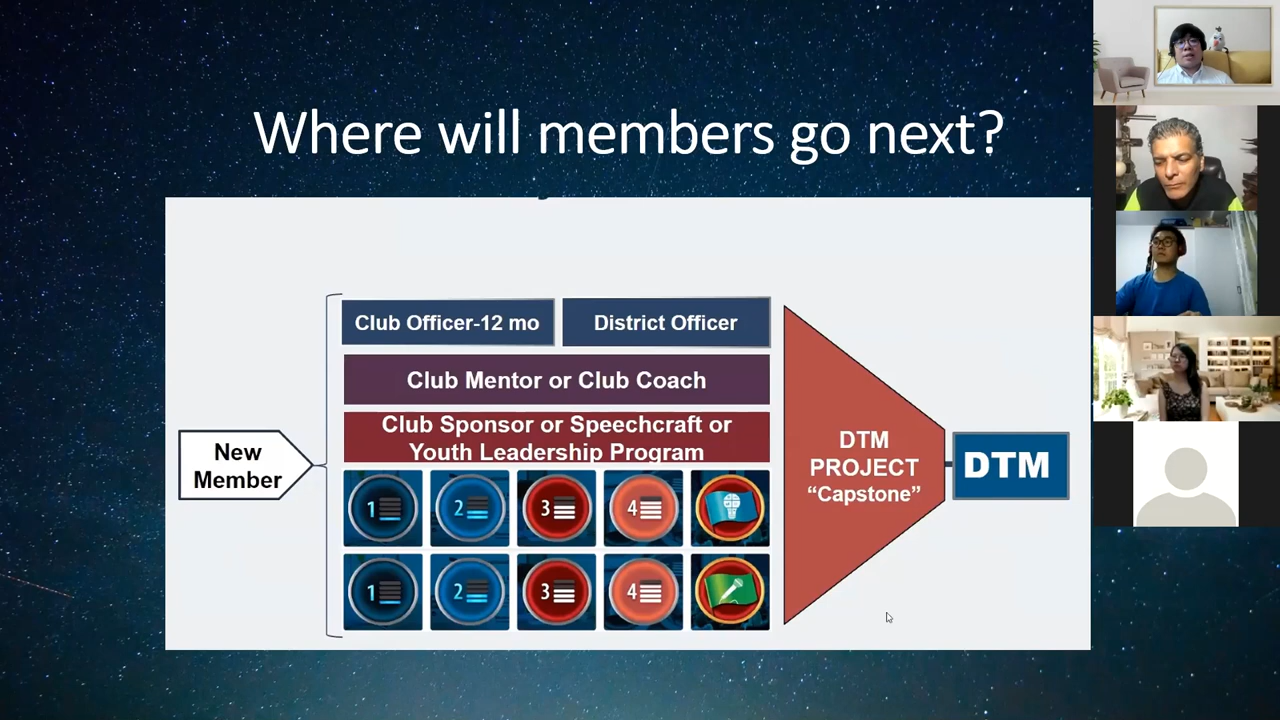 Where will members go next?
Club Officer-12 mo
District Officer
Club Mentor or Club Coach
Club Sponsor or Speechcraft or
Youth Leadership Program
New
Member
1
2
3
4
1
2
3
4
DTM
PROJECT
“Capstone”
DTM